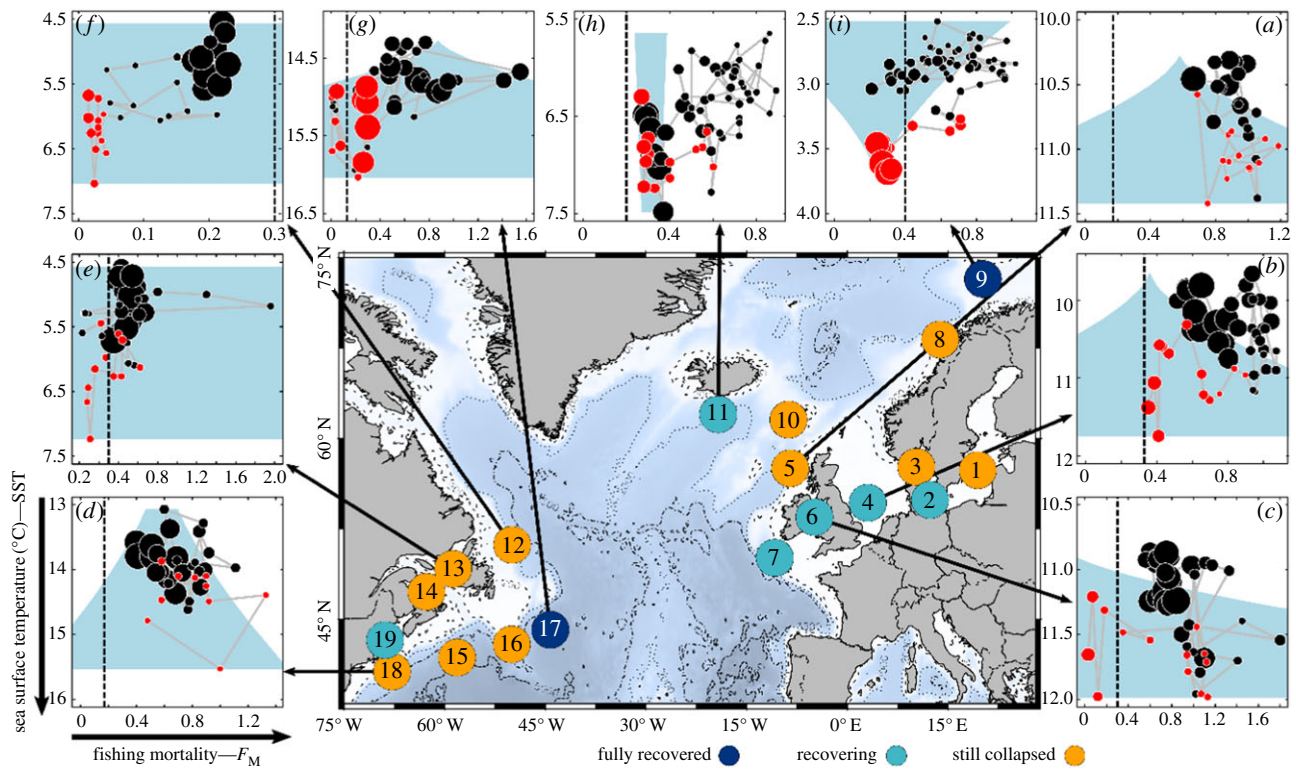 (f)
4.5
5.5
6.5
7.5
0 0.1 0.2 0.3
(g)
14.5
15.5
16.5
0 0.4 0.8 1.2 1.6
(h)
5.5
6.5
7.5
0 0.2 0.4 0.6 0.8
(i)
2.5
3.0
3.5
4.0
0 0.4 0.8 1.2
(a)
10.0
10.5
11.0
11.5
0 0.4 0.8 1.2
(e)
4.5
5.5
6.5
7.5
0.2 0.4 0.8 1.2 1.6 2.0
(b)
10
11
12
0 0.2 0.4 0.6 0.8
(d)
13
14
15
16
0 0.4 0.8 1.2
(c)
10.5
11.0
11.5
12.0
0 0.4 0.8 1.2 1.6
sea surface temperature (°C)—SST
fishing mortality—FM
75° N
60° N
45° N
75° W 60° W 45° W 30° W 15° W 0° E 15° E
9
8
11
10
5
3
1
4
2
6
7
12
13
14
19
18
15
16
17
fully recovered
recovering
still collapsed